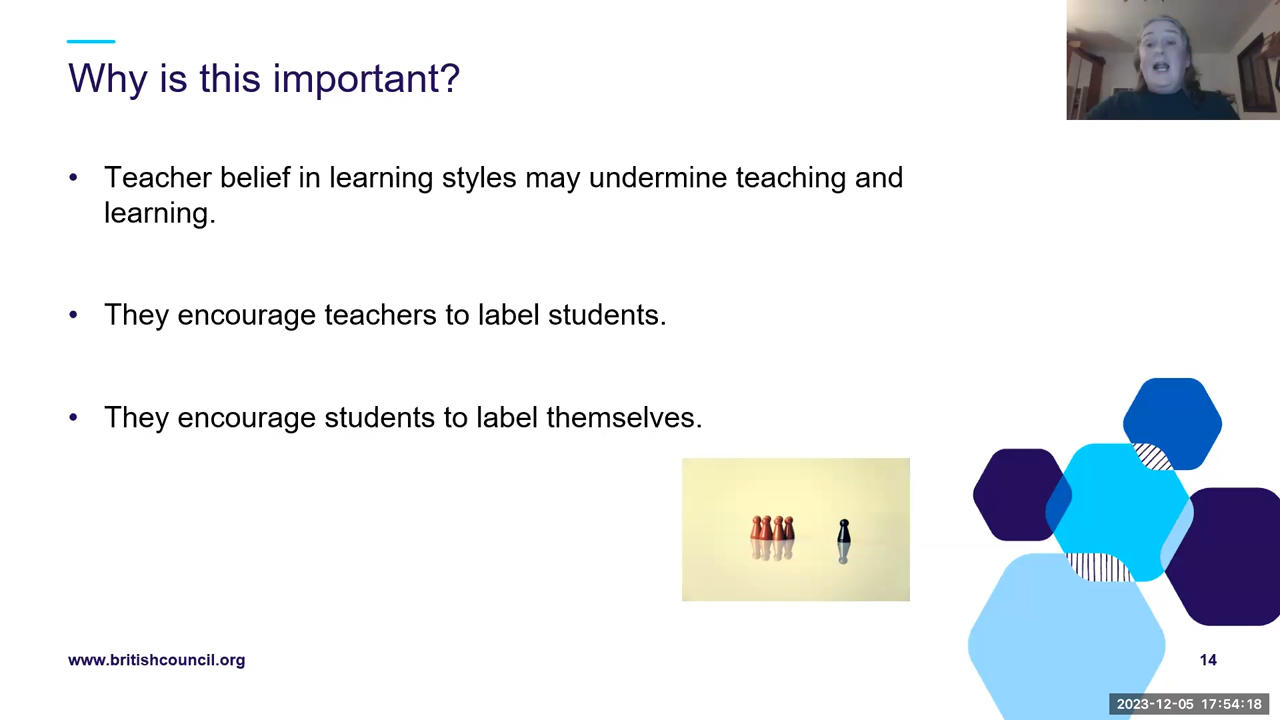 Why is this important?
• Teacher belief in learning styles may undermine teaching and
learning.
• They encourage teachers to label students.
• They encourage students to label themselves.
www.britishcouncil.org
14
2023-12-05 17:54:18